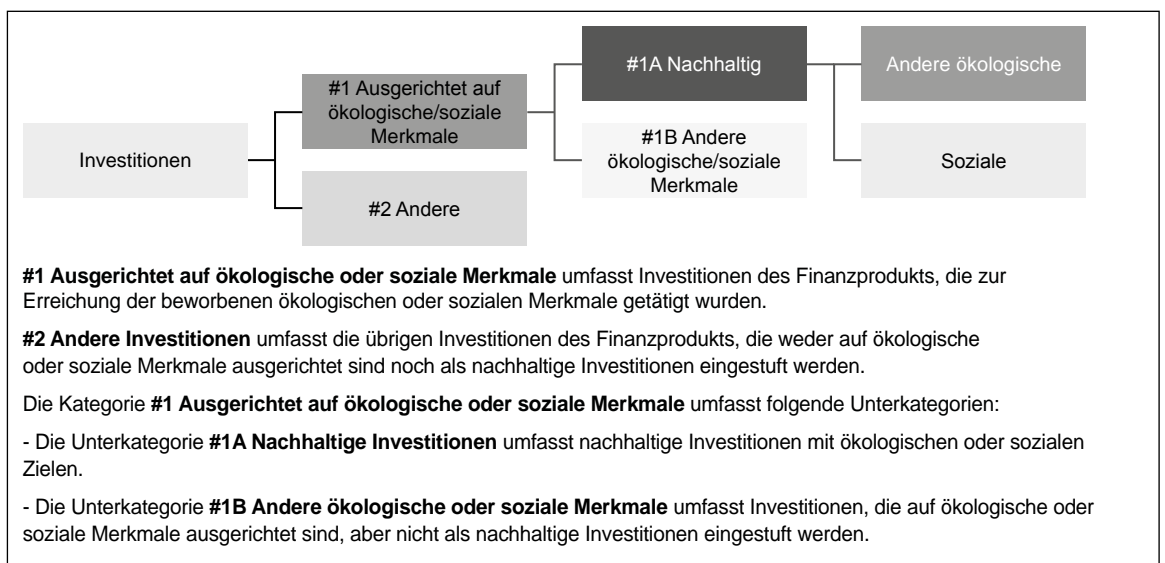 Investitionen
#1 Ausgerichtet auf
ökologische/soziale
Merkmale
#2 Andere
#1A Nachhaltig
#1B Andere
ökologische/soziale
Merkmale
Andere ökologische
Soziale
#1 Ausgerichtet auf ökologische oder soziale Merkmale umfasst Investitionen des Finanzprodukts, die zur
Erreichung der beworbenen ökologischen oder sozialen Merkmale getätigt wurden.
#2 Andere Investitionen umfasst die übrigen Investitionen des Finanzprodukts, die weder auf ökologische
oder soziale Merkmale ausgerichtet sind noch als nachhaltige Investitionen eingestuft werden.
Die Kategorie #1 Ausgerichtet auf ökologische oder soziale Merkmale umfasst folgende Unterkategorien:
- Die Unterkategorie #1A Nachhaltige Investitionen umfasst nachhaltige Investitionen mit ökologischen oder sozialen
Zielen.
- Die Unterkategorie #1B Andere ökologische oder soziale Merkmale umfasst Investitionen, die auf ökologische oder
soziale Merkmale ausgerichtet sind, aber nicht als nachhaltige Investitionen eingestuft werden.